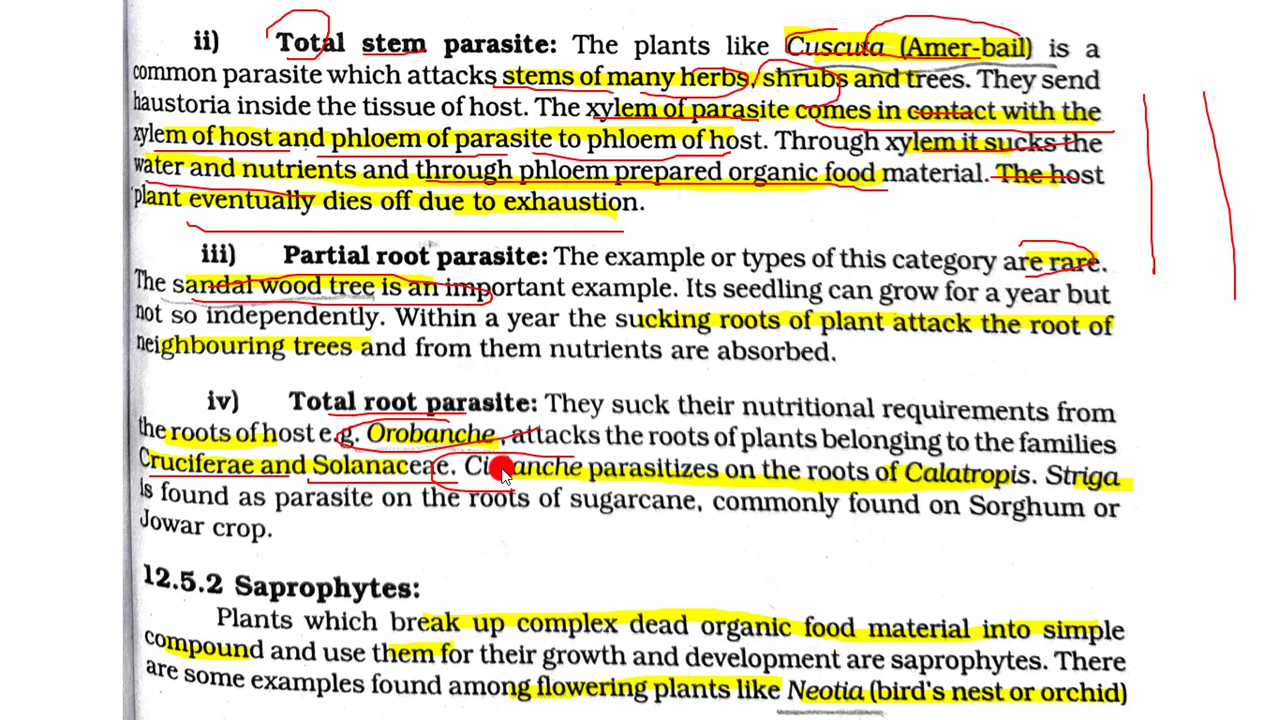 ii) Total stem parasite: The plants like Cuscuta (Amer-bail) is a
common parasite which attacks stems of many herbs, shrubs and trees. They send
haustoria inside the tissue of host. The xylem of parasite comes in contact with the
xylem of host and phloem of parasite to phloem of host. Through xylem it sucks the
water and nutrients and through phloem prepared organic food material. The host
plant eventually dies off due to exhaustion.
iii) Partial root parasite: The example or types of this category are rare.
The sandal wood tree is an important example. Its seedling can grow for a year but
not so independently. Within a year the sucking roots of plant attack the root of
neighbouring trees and from them nutrients are absorbed.
iv) Total root parasite: They suck their nutritional requirements from
the roots of host e.g. Orobanche, attacks the roots of plants belonging to the families
Cruciferae and Solanaceae. parasitizes on the roots of Calatropis. Striga
is found as parasite on the roots of sugarcane, commonly found on Sorghum or
Jowar crop.
12.5.2 Saprophytes:
Plants which break up complex dead organic food material into simple
compound and use them for their growth and development are saprophytes. There
are some examples found among flowering plants like Neotia (bird's nest or orchid)